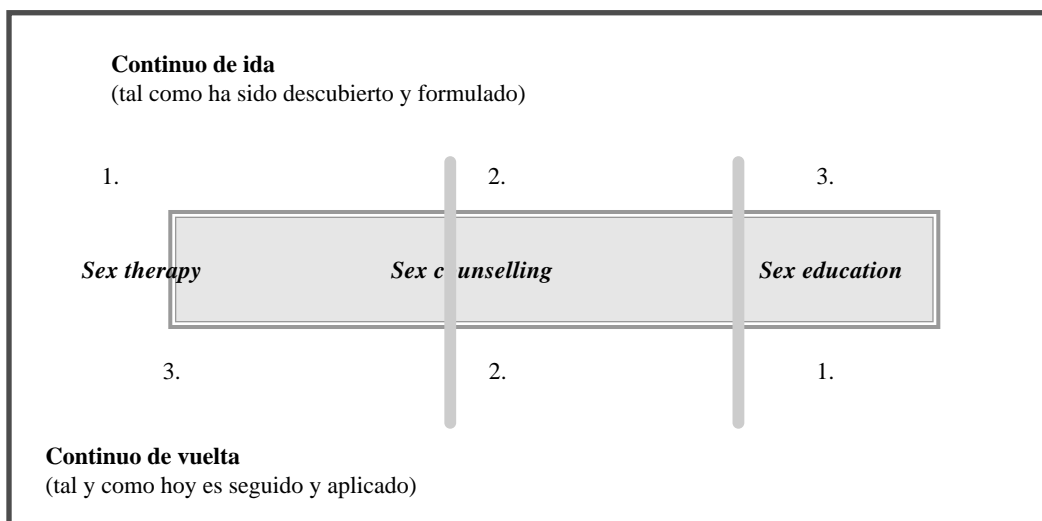 Continuo de ida
(tal como ha sido descubierto y formulado)
1. 2. 3.
Sex therapy Sex counselling Sex education
3. 2. 1.
Continuo de vuelta
(tal y como hoy es seguido y aplicado)